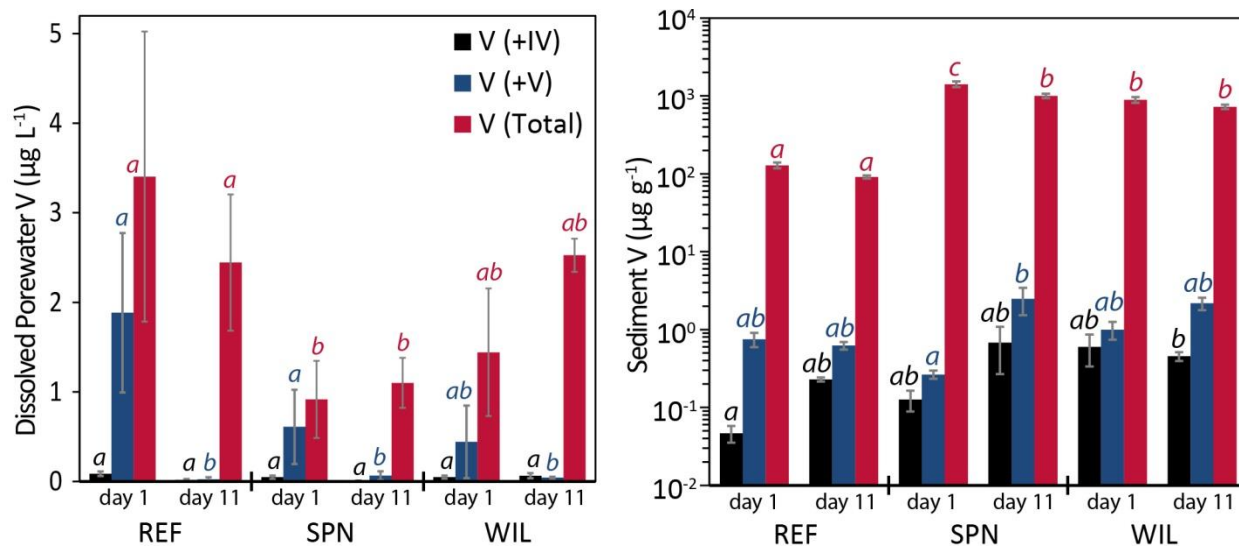 Dissolved Porewater V (µg L⁻¹)
5
4
3
2
1
0
V (+IV)
V (+V)
V (Total)
a a a
a b a
a a b
a b b
a ab ab
a a ab
day 1 day 11 day 1 day 11 day 1 day 11
REF SPN WIL
Sediment V (µg g⁻¹)
10⁴
10³
10²
10¹
10⁰
10⁻¹
10⁻²
a ab a
ab ab a
ab a c
ab b b
ab ab b
b ab b
day 1 day 11 day 1 day 11 day 1 day 11
REF SPN WIL